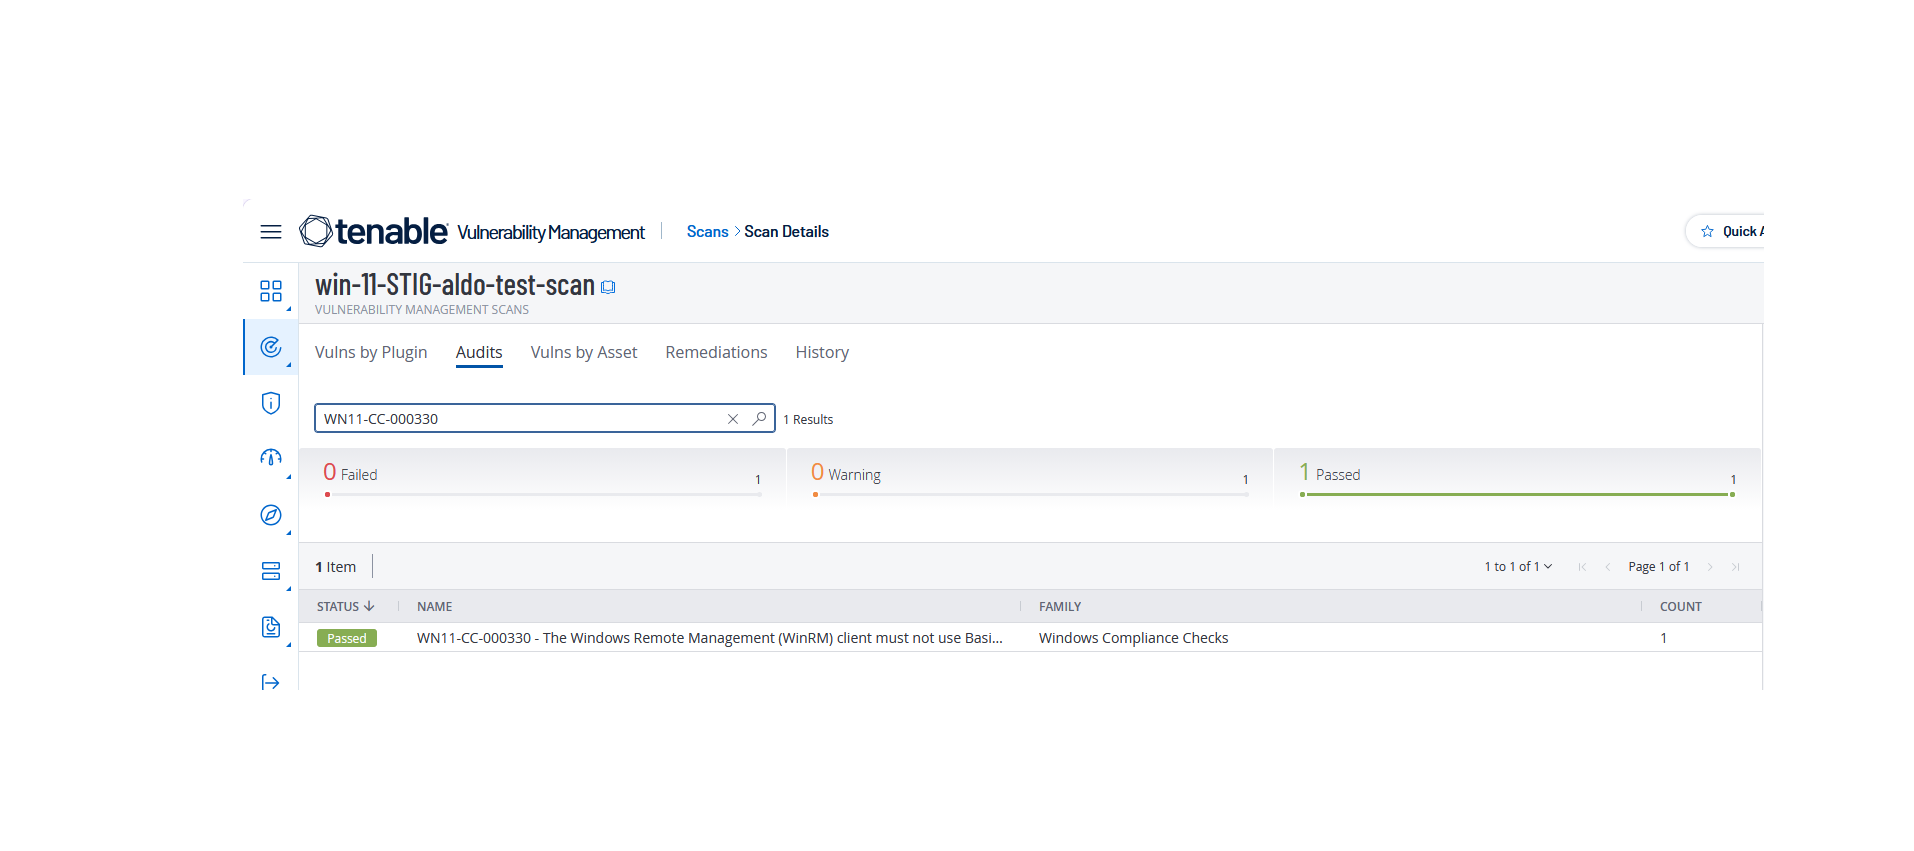 tenable Vulnerability Management Scans > Scan Details Quick A
win-11-STIG-aldo-test-scan
VULNERABILITY MANAGEMENT SCANS
Vulns by Plugin Audits Vulns by Asset Remediations History
WN11-CC-000330 1 Results
0 Failed 1 0 Warning 1 1 Passed 1
1 Item 1 to 1 of 1 Page 1 of 1
STATUS NAME FAMILY COUNT
Passed WN11-CC-000330 - The Windows Remote Management (WinRM) client must not use Basi... Windows Compliance Checks 1